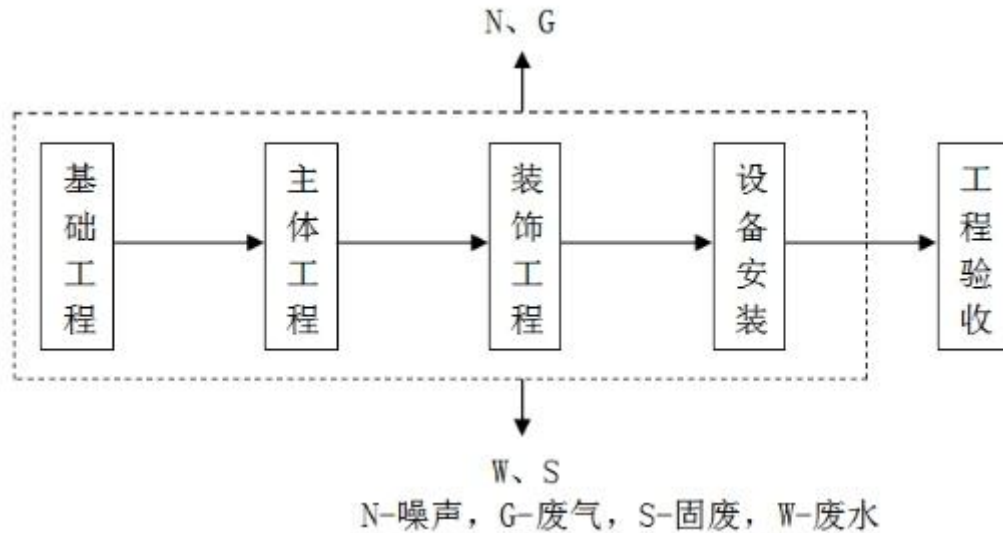 N、G
基础工程
主体工程
装饰工程
设备安装
工程验收
W、S
N-噪声，G-废气，S-固废，W-废水